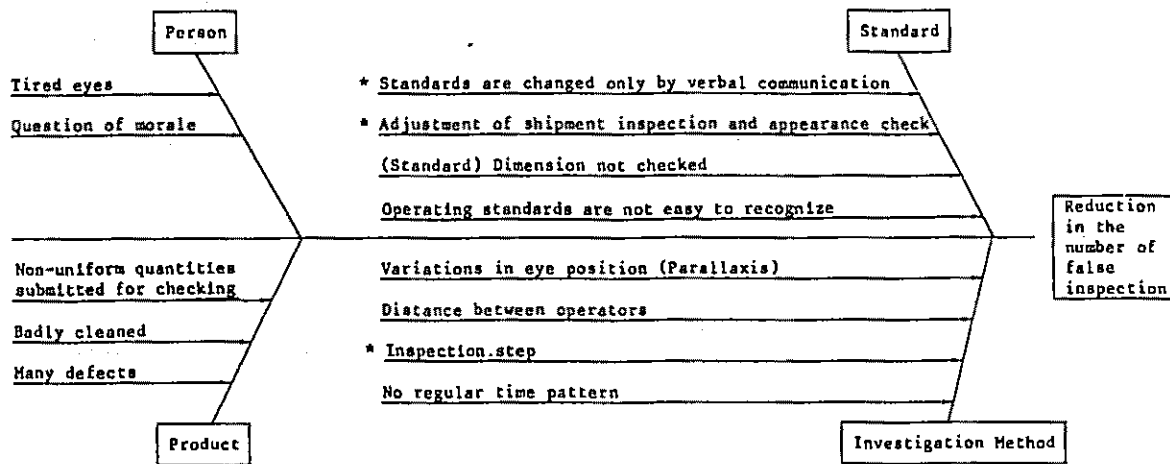 Person
Standard
Tired eyes
Question of morale
* Standards are changed only by verbal communication
* Adjustment of shipment inspection and appearance check
(Standard) Dimension not checked
Operating standards are not easy to recognize
Reduction
in the
number of
false
inspection
Non-uniform quantities
submitted for checking
Badly cleaned
Many defects
Variations in eye position (Parallaxis)
Distance between operators
* Inspection.step
No regular time pattern
Product
Investigation Method